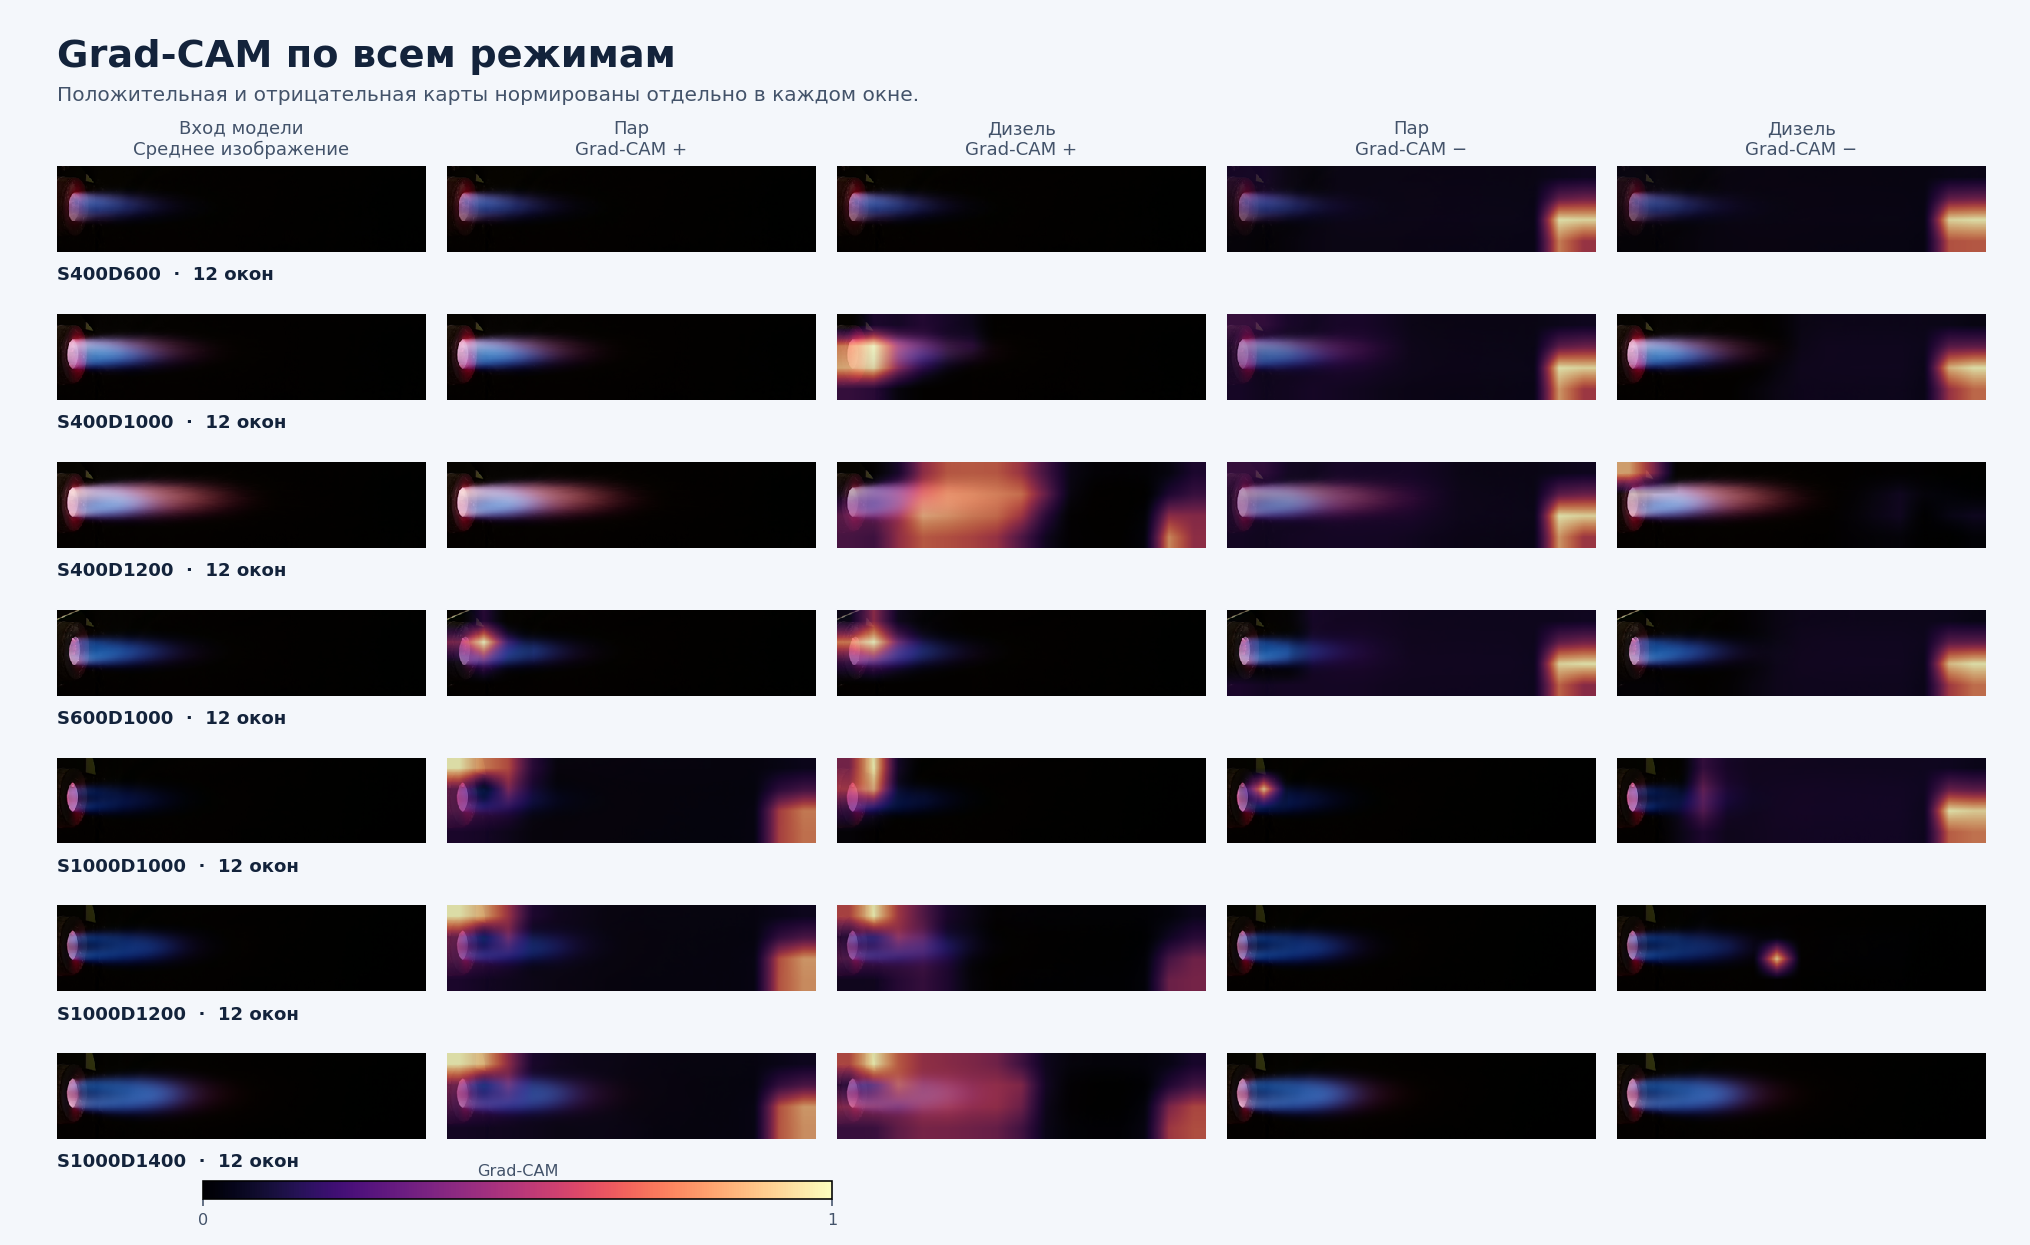 Grad-CAM по всем режимам
Положительная и отрицательная карты нормированы отдельно в каждом окне.
Вход модели
Среднее изображение
Пар
Grad-CAM +
Дизель
Grad-CAM +
Пар
Grad-CAM −
Дизель
Grad-CAM −
S400D600 · 12 окон
S400D1000 · 12 окон
S400D1200 · 12 окон
S600D1000 · 12 окон
S1000D1000 · 12 окон
S1000D1200 · 12 окон
S1000D1400 · 12 окон
Grad-CAM
0 1